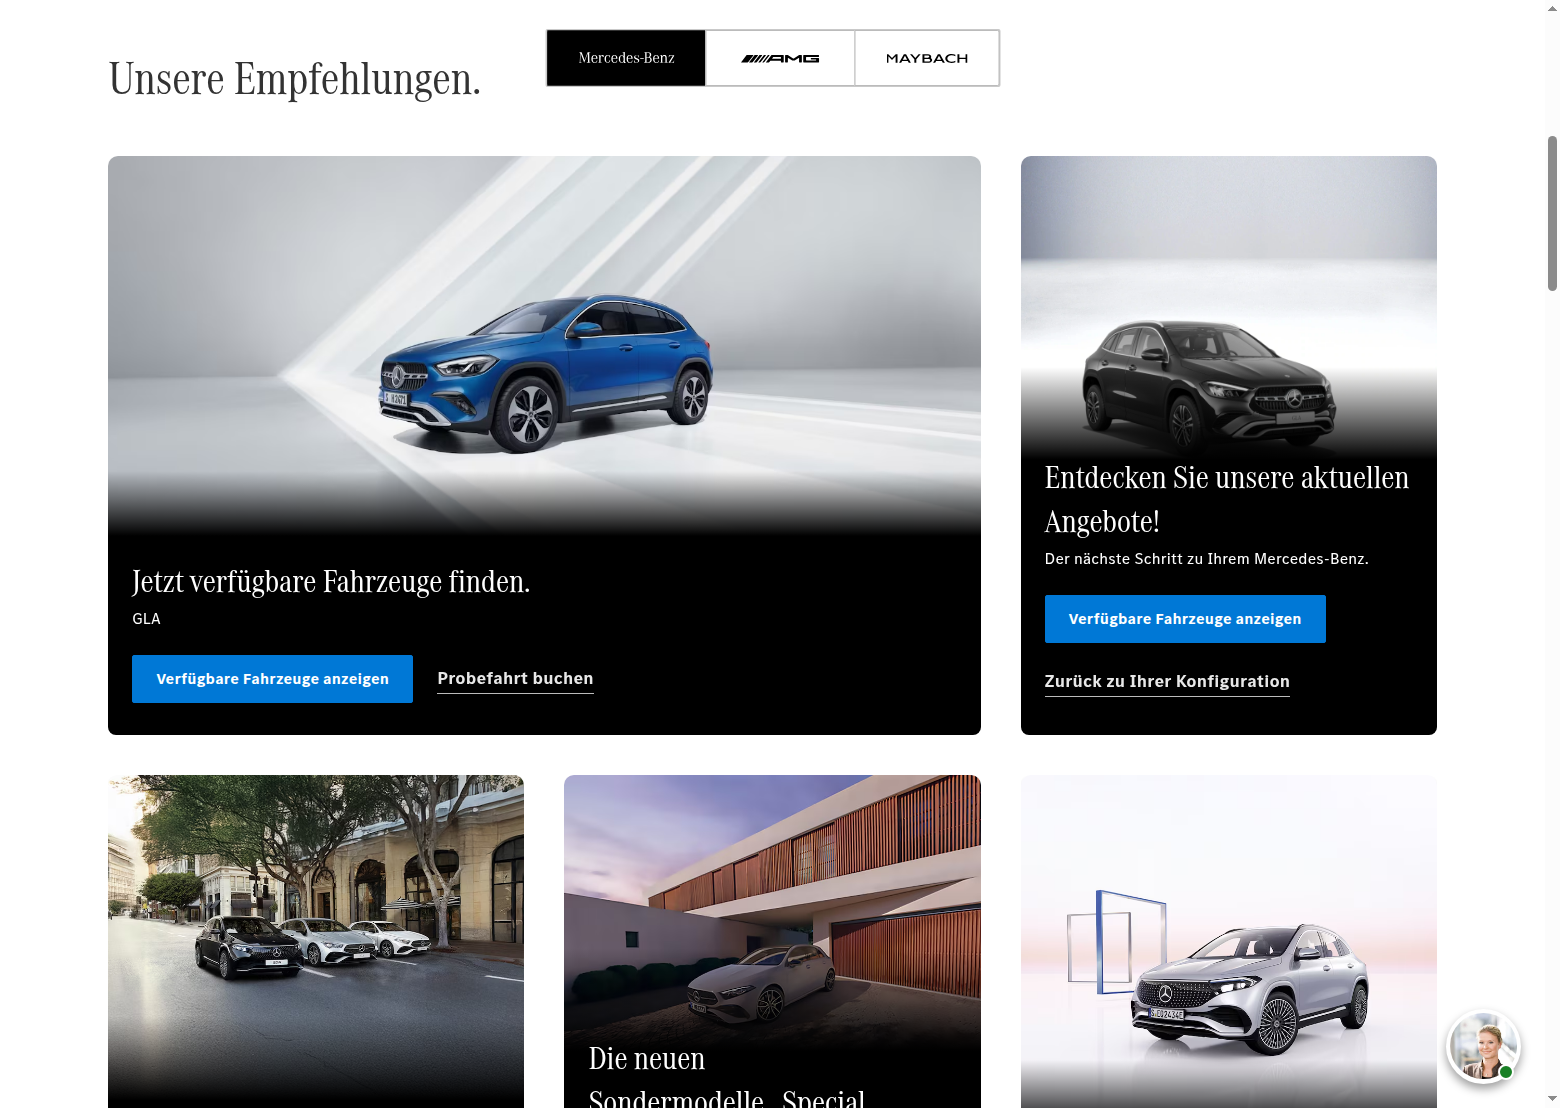 Unsere Empfehlungen.
Mercedes-Benz
AMG
MAYBACH
Jetzt verfügbare Fahrzeuge finden.
GLA
Verfügbare Fahrzeuge anzeigen
Probefahrt buchen
Entdecken Sie unsere aktuellen
Angebote!
Der nächste Schritt zu Ihrem Mercedes-Benz.
Verfügbare Fahrzeuge anzeigen
Zurück zu Ihrer Konfiguration
Die neuen
Sondermodelle „Special